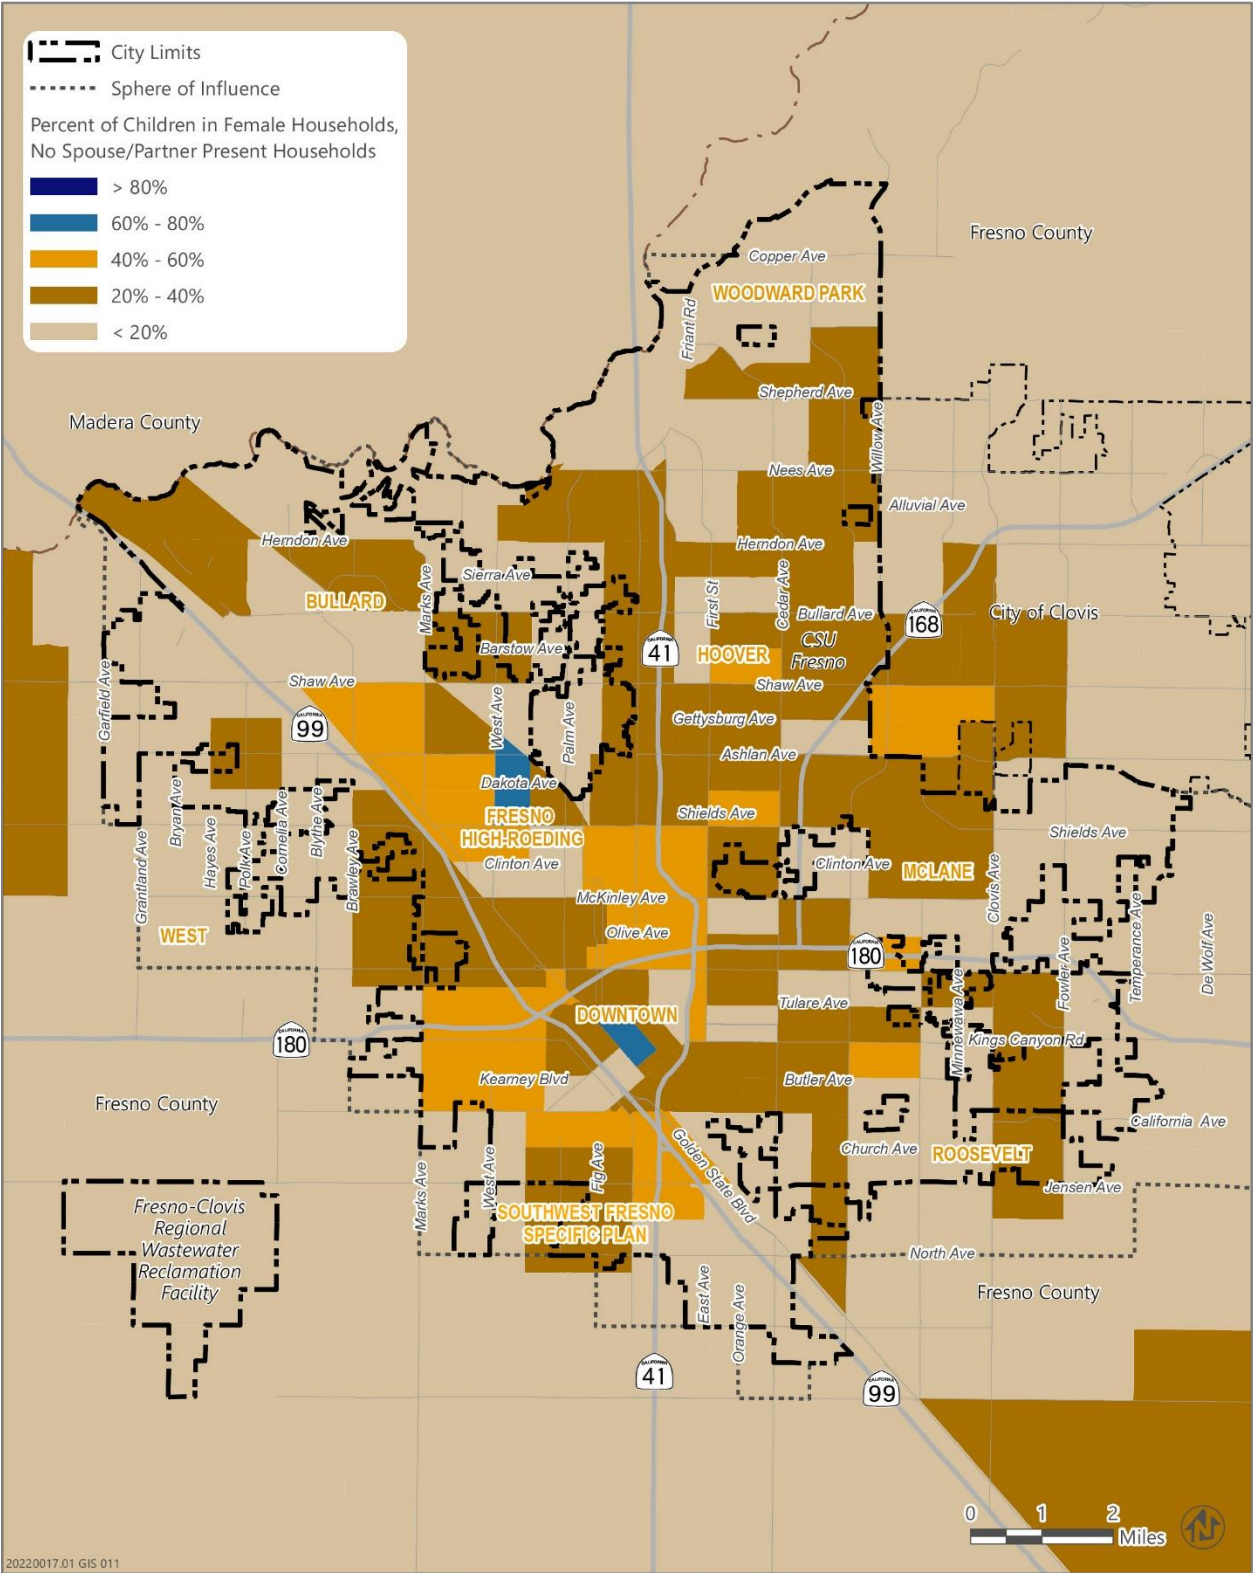 City Limits
Sphere of Influence
Percent of Children in Female Households,
No Spouse/Partner Present Households
> 80%
60% - 80%
40% - 60%
20% - 40%
< 20%
Fresno County
Copper Ave
WOODWARD PARK
Friant Rd
Shepherd Ave
Madera County
Willow Ave
Nees Ave
Alluvial Ave
Herndon Ave
Herndon Ave
Sierra Ave
Marks Ave
BULLARD
First St
Cedar Ave
Bullard Ave
CALIFORNIA
168
City of Clovis
CSU
Fresno
Barstow Ave
CALIFORNIA
41
HOOVER
Garfield Ave
Shaw Ave
Shaw Ave
CALIFORNIA
99
West Ave
Palm Ave
Gettysburg Ave
Ashlan Ave
Dakota Ave
FRESNO
HIGH-ROEDING
Shields Ave
Shields Ave
Bryan Ave
Hayes Ave
Polk Ave
Cornelia Ave
Blythe Ave
Brawley Ave
Grantland Ave
Clinton Ave
Clinton Ave
MCLANE
Clovis Ave
McKinley Ave
Olive Ave
WEST
CALIFORNIA
180
Fowler Ave
Temperance Ave
De Wolf Ave
Tulare Ave
DOWNTOWN
Minnewawa Ave
Kings Canyon Rd
CALIFORNIA
180
Kearney Blvd
Butler Ave
Fresno County
California Ave
Golden State Blvd
Church Ave
ROOSEVELT
Marks Ave
West Ave
Fig Ave
Jensen Ave
Fresno-Clovis
Regional
Wastewater
Reclamation
Facility
SOUTHWEST FRESNO
SPECIFIC PLAN
North Ave
East Ave
Orange Ave
Fresno County
CALIFORNIA
41
CALIFORNIA
99
0 1 2
Miles
N
20220017.01 GIS 011